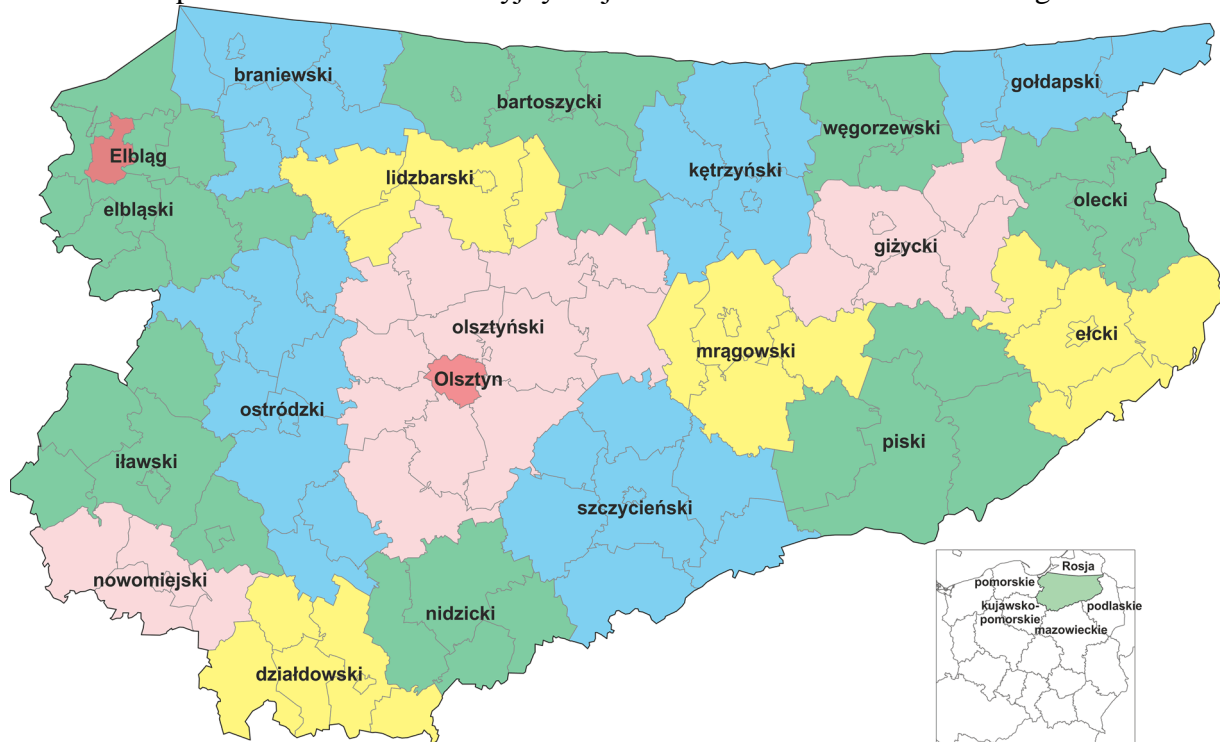 braniewski
bartoszycki
gołdapski
węgorzewski
Elbląg
lidzbarski
kętrzyński
elbląski
olecki
giżycki
olsztyński
ełcki
mrągowski
Olsztyn
ostródzki
piski
iławski
szczycieński
nowomiejski
nidzicki
działdowski
Rosja
pomorskie
kujawsko-
pomorskie
podlaskie
mazowieckie